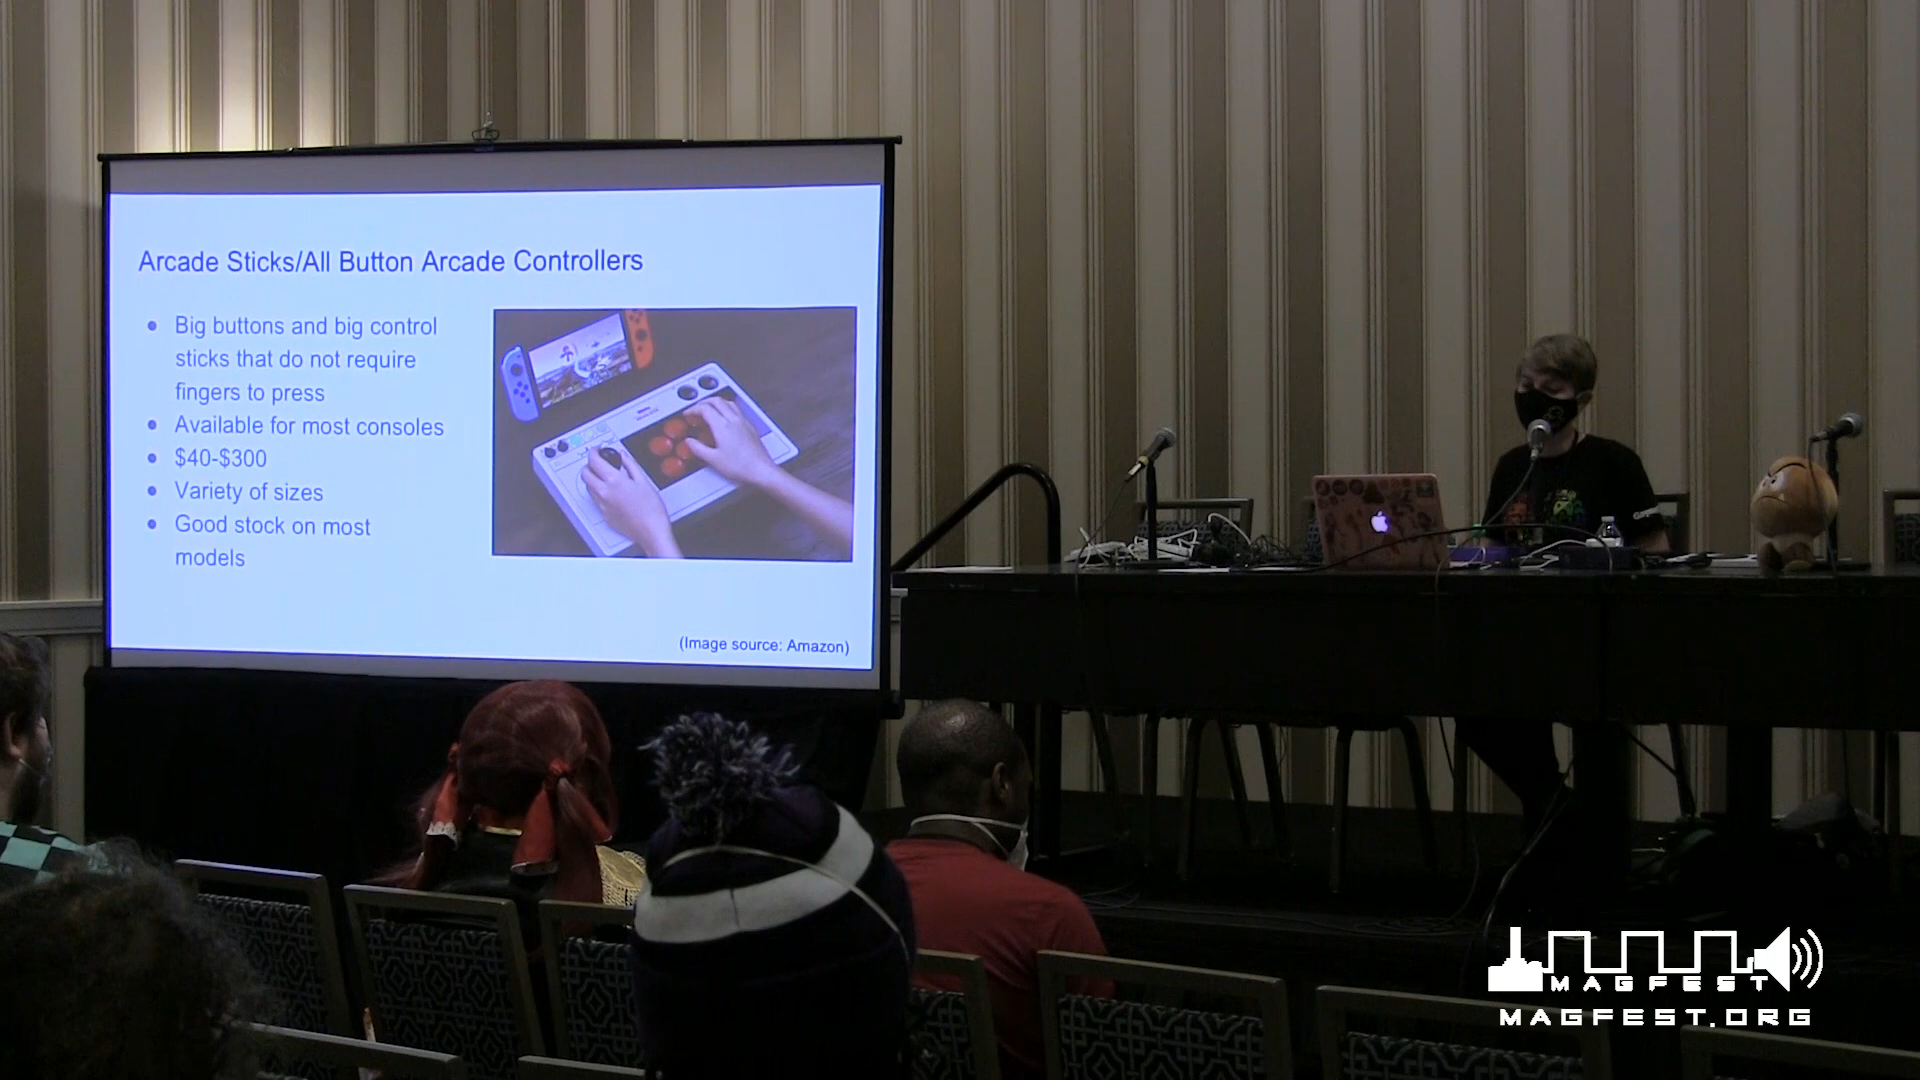 Arcade Sticks/All Button Arcade Controllers
● Big buttons and big control
sticks that do not require
fingers to press
● Available for most consoles
● $40-$300
● Variety of sizes
● Good stock on most
models
(Image source: Amazon)
MAGFEST
MAGFEST.ORG